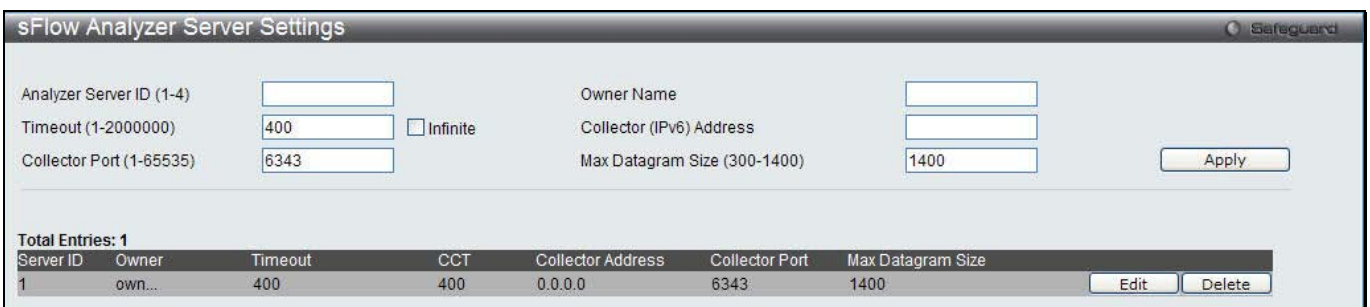 sFlow Analyzer Server Settings Safeguard
Analyzer Server ID (1-4) Owner Name
Timeout (1-2000000) 400 Infinite Collector (IPv6) Address
Collector Port (1-65535) 6343 Max Datagram Size (300-1400) 1400 Apply
Total Entries: 1
Server ID Owner Timeout CCT Collector Address Collector Port Max Datagram Size
1 own... 400 400 0.0.0.0 6343 1400 Edit Delete